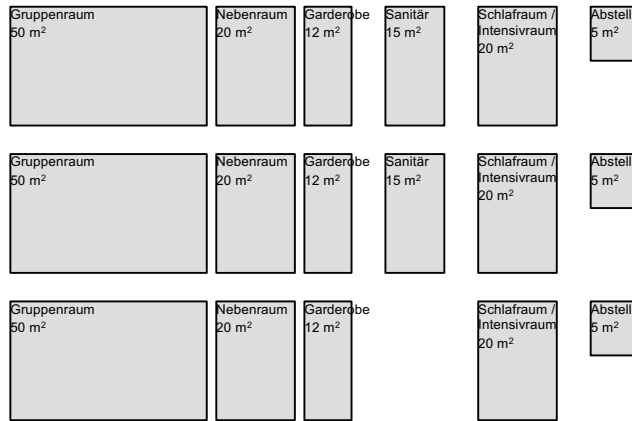 Gruppenraum
50 m²
Nebenraum
20 m²
Garderobe
12 m²
Sanitär
15 m²
Schlafraum /
Intensivraum
20 m²
Abstell
5 m²
Gruppenraum
50 m²
Nebenraum
20 m²
Garderobe
12 m²
Sanitär
15 m²
Schlafraum /
Intensivraum
20 m²
Abstell
5 m²
Gruppenraum
50 m²
Nebenraum
20 m²
Garderobe
12 m²
Schlafraum /
Intensivraum
20 m²
Abstell
5 m²